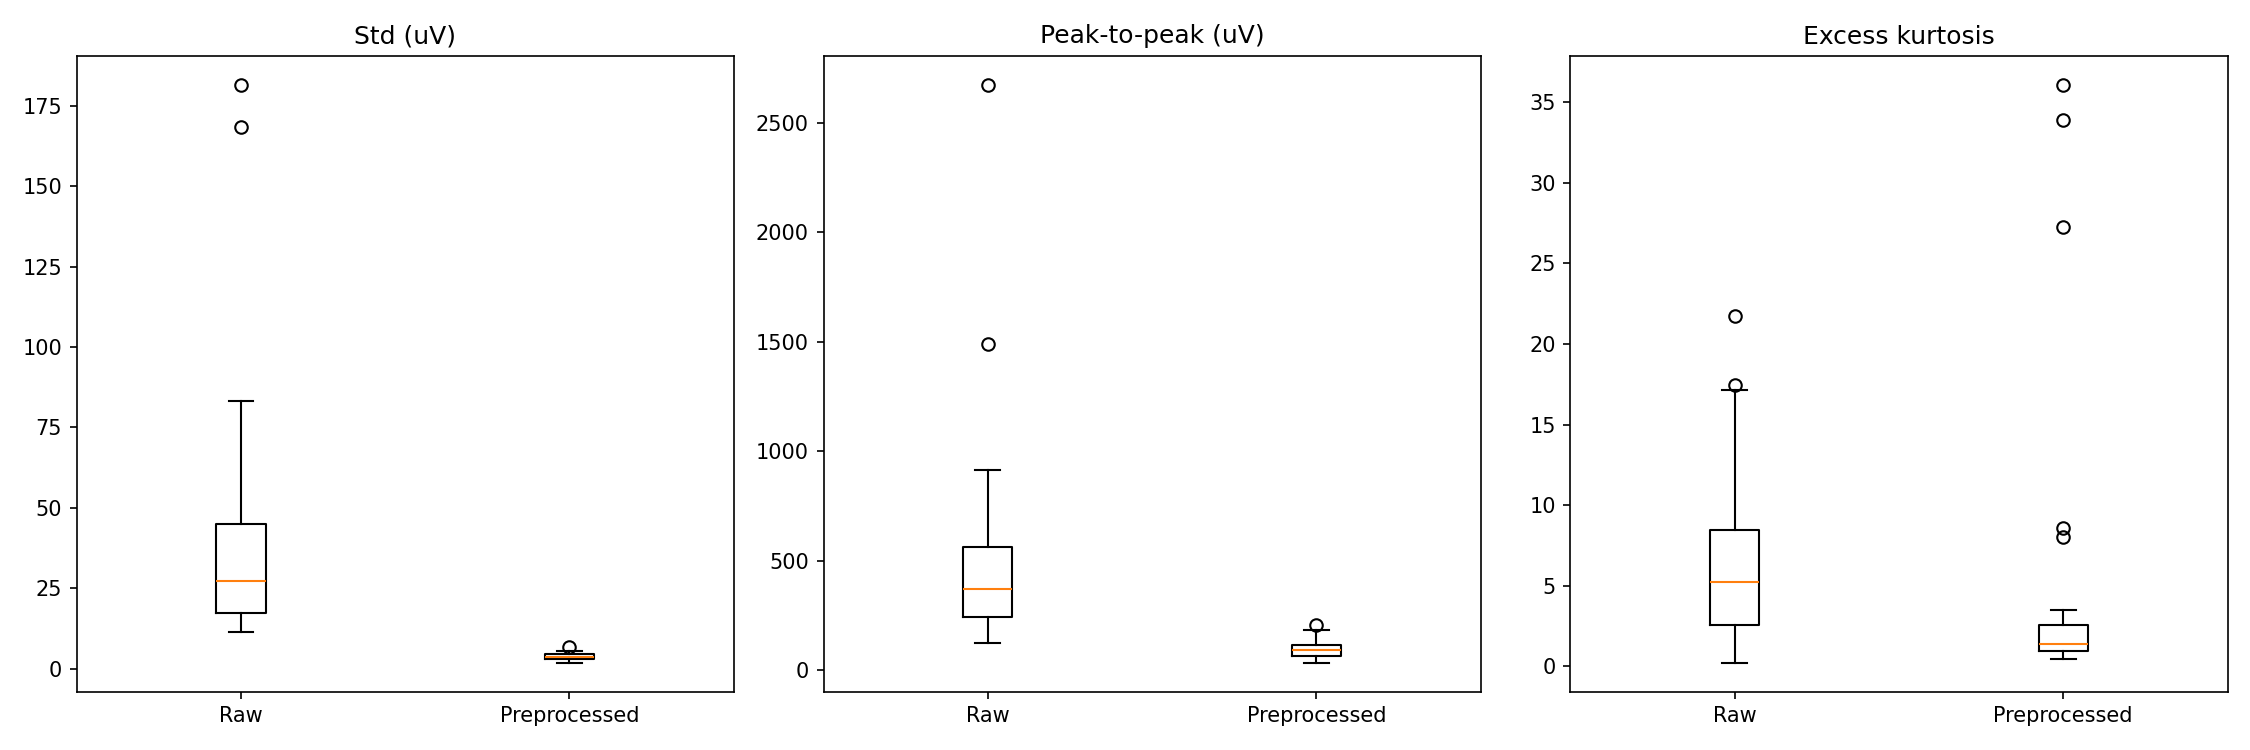 Std (uV)
175
150
125
100
75
50
25
0
Raw
Preprocessed
Peak-to-peak (uV)
2500
2000
1500
1000
500
0
Raw
Preprocessed
Excess kurtosis
35
30
25
20
15
10
5
0
Raw
Preprocessed